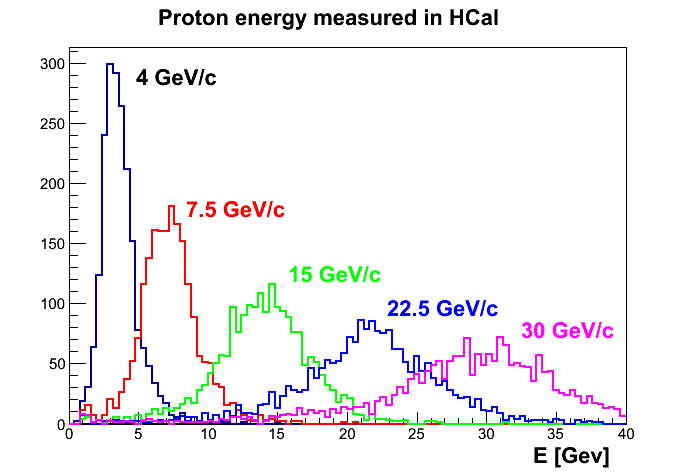 Proton energy measured in HCal
300
250
200
150
100
50
0
4 GeV/c
7.5 GeV/c
15 GeV/c
22.5 GeV/c
30 GeV/c
0 5 10 15 20 25 30 35 40
E [Gev]